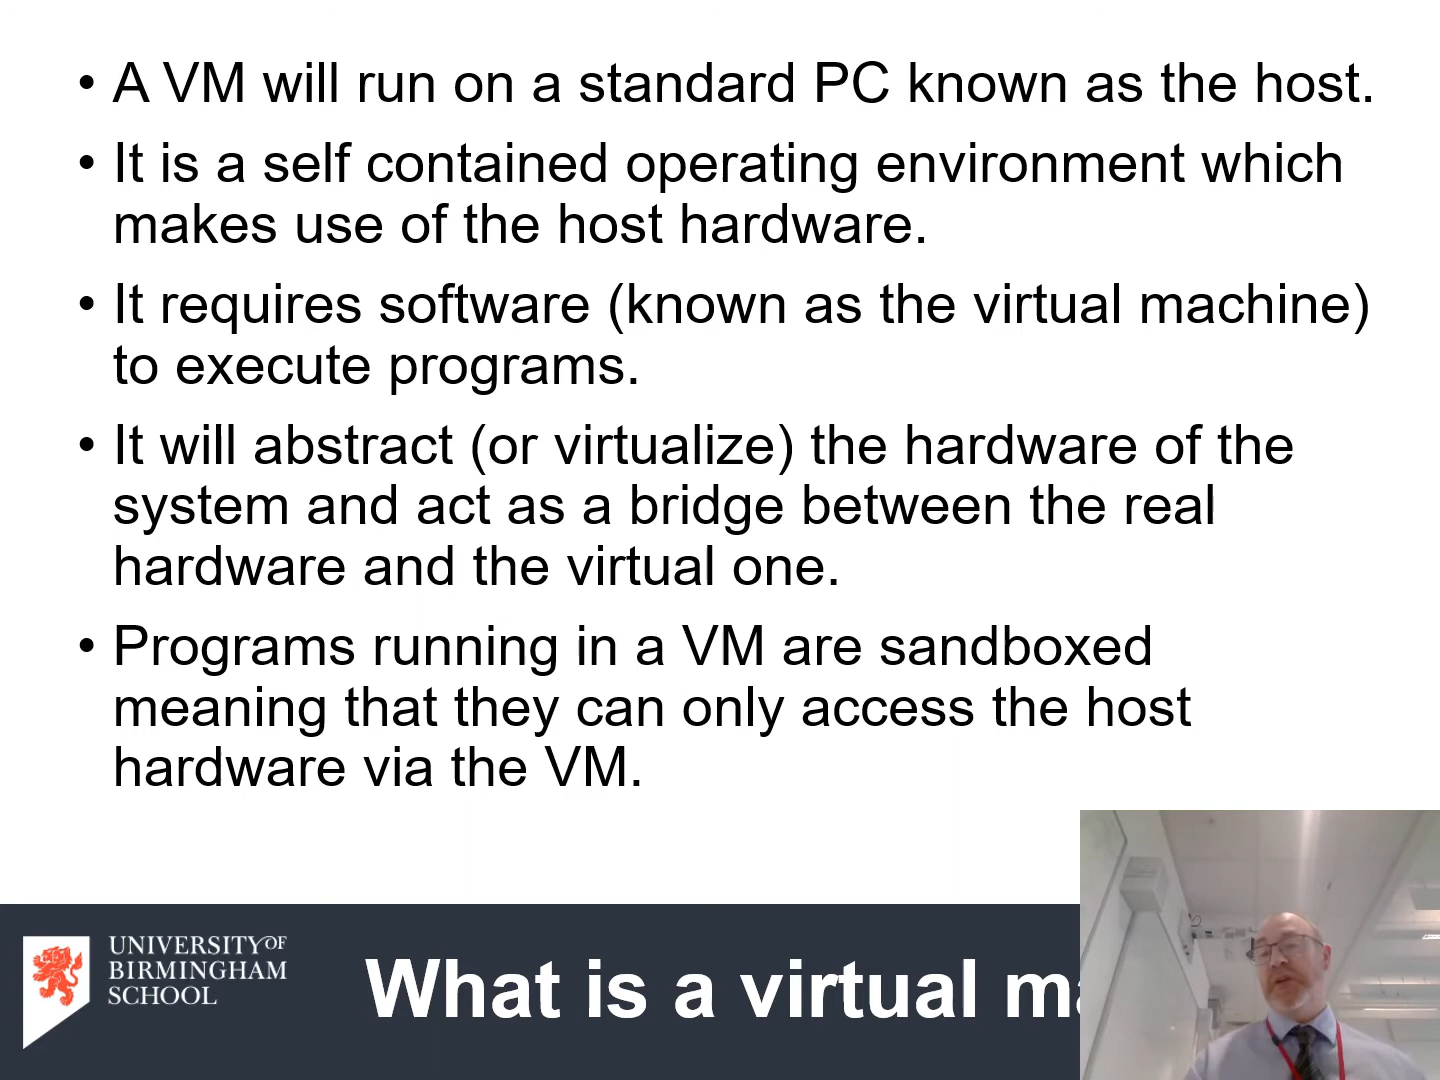 • A VM will run on a standard PC known as the host.
• It is a self contained operating environment which
makes use of the host hardware.
• It requires software (known as the virtual machine)
to execute programs.
• It will abstract (or virtualize) the hardware of the
system and act as a bridge between the real
hardware and the virtual one.
• Programs running in a VM are sandboxed
meaning that they can only access the host
hardware via the VM.
UNIVERSITY OF
BIRMINGHAM
SCHOOL
What is a virtual